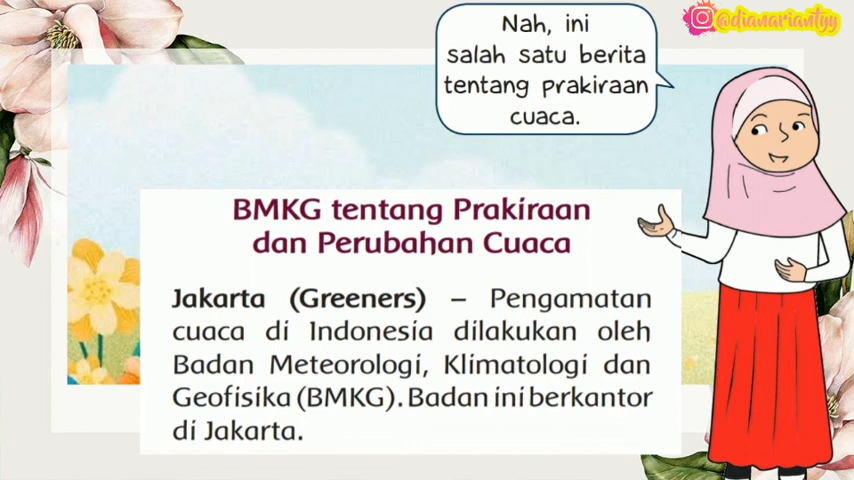 @dianariantyy
Nah, ini
salah satu berita
tentang prakiraan
cuaca.
BMKG tentang Prakiraan
dan Perubahan Cuaca
Jakarta (Greeners) – Pengamatan
cuaca di Indonesia dilakukan oleh
Badan Meteorologi, Klimatologi dan
Geofisika (BMKG). Badan ini berkantor
di Jakarta.